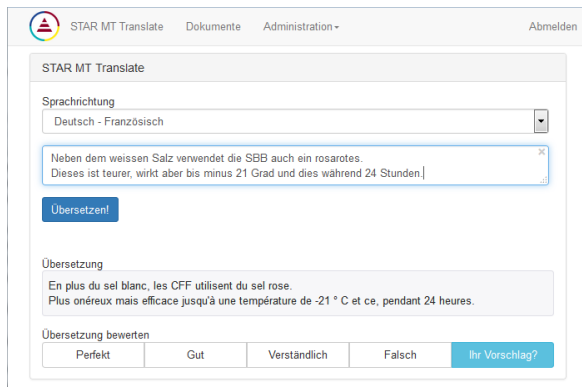 STAR MT Translate Dokumente Administration Abmelden
STAR MT Translate
Sprachrichtung
Deutsch - Französisch
Neben dem weissen Salz verwendet die SBB auch ein rosarotes.
Dieses ist teurer, wirkt aber bis minus 21 Grad und dies während 24 Stunden.
Übersetzen!
Übersetzung
En plus du sel blanc, les CFF utilisent du sel rose.
Plus onéreux mais efficace jusqu'à une température de -21 ° C et ce, pendant 24 heures.
Übersetzung bewerten
Perfekt Gut Verständlich Falsch Ihr Vorschlag?